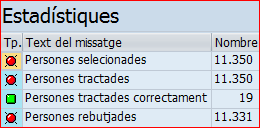 Estadístiques
Tp. Text del missatge Nombre
Persones selecionades 11.350
Persones tractades 11.350
Persones tractades correctament 19
Persones rebutjades 11.331